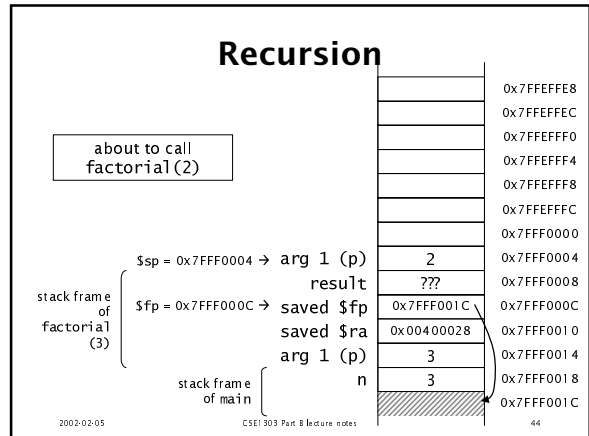 Recursion
about to call
factorial(2)
0x7FFEFFE8
0x7FFEFFEC
0x7FFEFFF0
0x7FFEFFF4
0x7FFEFFF8
0x7FFEFFFC
0x7FFF0000
$sp = 0x7FFF0004 → arg 1 (p) 2 0x7FFF0004
result ??? 0x7FFF0008
$fp = 0x7FFF000C → saved $fp 0x7FFF001C 0x7FFF000C
saved $ra 0x00400028 0x7FFF0010
arg 1 (p) 3 0x7FFF0014
n 3 0x7FFF0018
0x7FFF001C
stack frame
of
factorial
(3)
stack frame
of main
2002-02-05 CSE1303 Part B lecture notes 44